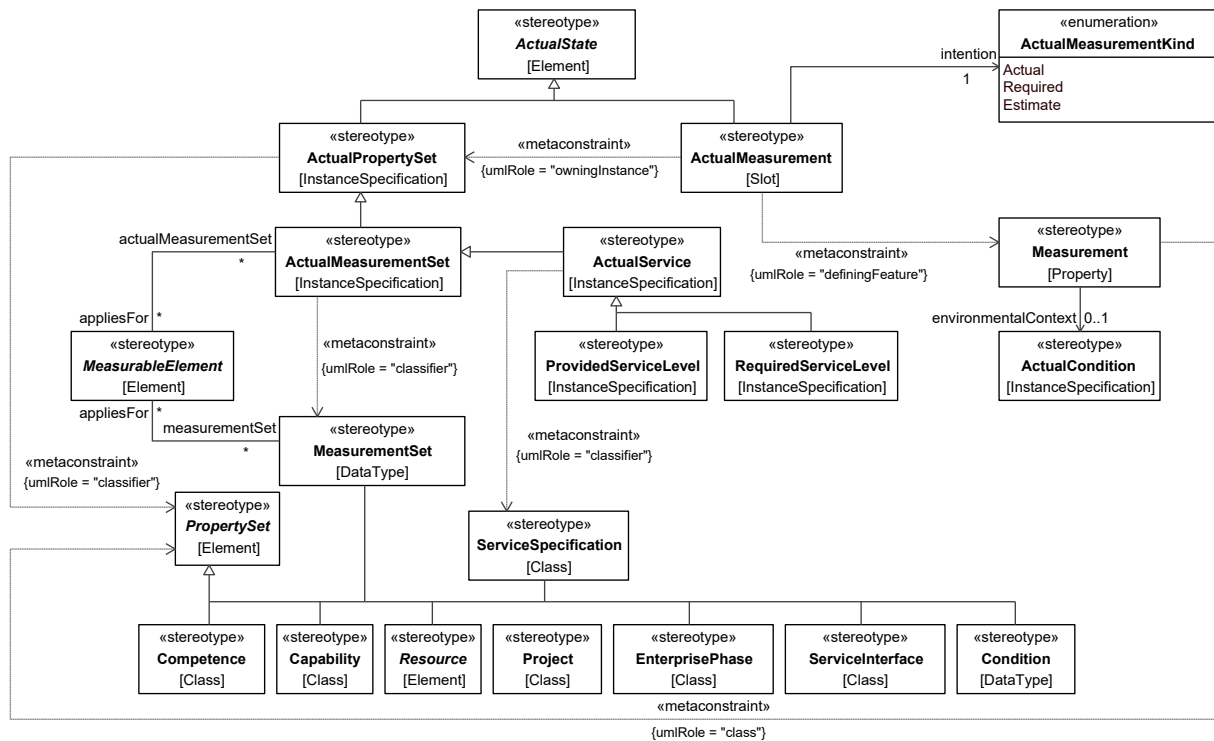 «stereotype»
ActualState
[Element]
«enumeration»
ActualMeasurementKind
Actual
Required
Estimate
intention
1
«stereotype»
ActualPropertySet
[InstanceSpecification]
«metaconstraint»
{umlRole = "owningInstance"}
«stereotype»
ActualMeasurement
[Slot]
actualMeasurementSet
*
«stereotype»
ActualMeasurementSet
[InstanceSpecification]
«stereotype»
ActualService
[InstanceSpecification]
«metaconstraint»
{umlRole = "definingFeature"}
«stereotype»
Measurement
[Property]
appliesFor
*
«metaconstraint»
{umlRole = "classifier"}
environmentalContext
0..1
«stereotype»
MeasurableElement
[Element]
«stereotype»
ProvidedServiceLevel
[InstanceSpecification]
«stereotype»
RequiredServiceLevel
[InstanceSpecification]
«stereotype»
ActualCondition
[InstanceSpecification]
appliesFor
*
measurementSet
*
«stereotype»
MeasurementSet
[DataType]
«metaconstraint»
{umlRole = "classifier"}
«metaconstraint»
{umlRole = "classifier"}
«stereotype»
PropertySet
[Element]
«stereotype»
ServiceSpecification
[Class]
«stereotype»
Competence
[Class]
«stereotype»
Capability
[Class]
«stereotype»
Resource
[Element]
«stereotype»
Project
[Class]
«stereotype»
EnterprisePhase
[Class]
«stereotype»
ServiceInterface
[Class]
«stereotype»
Condition
[DataType]
«metaconstraint»
{umlRole = "class"}